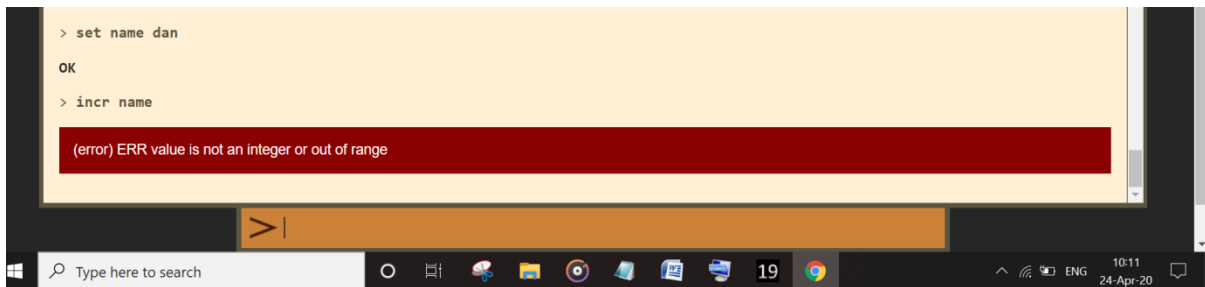 > set name dan
OK
> incr name
(error) ERR value is not an integer or out of range
>
Type here to search
19
ENG
10:11
24-Apr-20